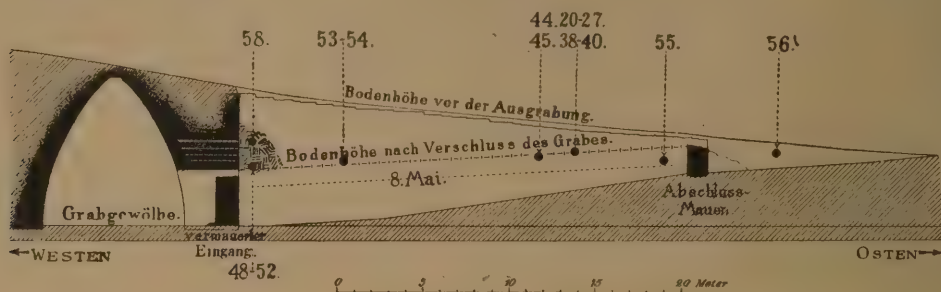 44.20-27.
58. 53-54. 45.38-40. 55. 56.
Bodenhöhe vor der Ausgrabung.
Bodenhöhe nach Verschluss des Grabes.
8. Mai.
Grabgewölbe.
Abschluss-
Mauer.
vermauerter
Eingang.
←WESTEN OSTEN→
48-52.
0 5 10 15 20 Meter